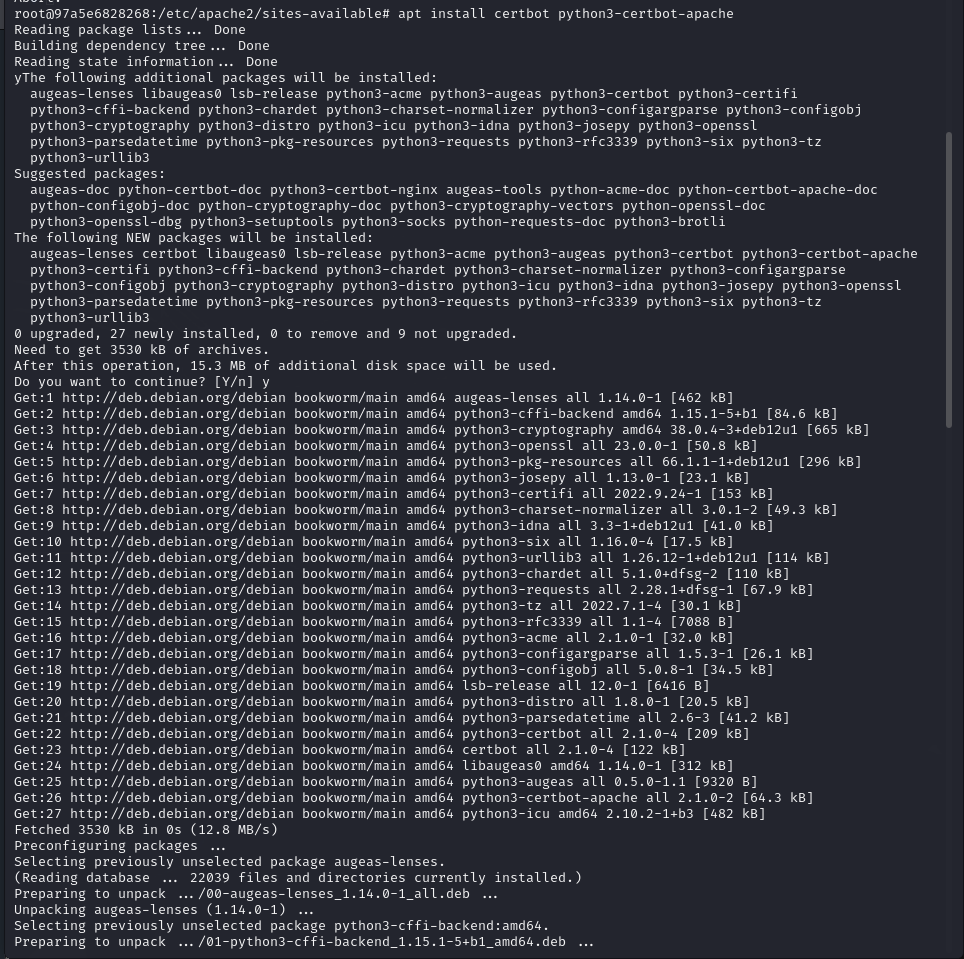 Abort.
root@97a5e6828268:/etc/apache2/sites-available# apt install certbot python3-certbot-apache
Reading package lists... Done
Building dependency tree... Done
Reading state information... Done
yThe following additional packages will be installed:
  augeas-lenses libaugeas0 lsb-release python3-acme python3-augeas python3-certbot python3-certifi
  python3-cffi-backend python3-chardet python3-charset-normalizer python3-configargparse python3-configobj
  python3-cryptography python3-distro python3-icu python3-idna python3-josepy python3-openssl
  python3-parsedatetime python3-pkg-resources python3-requests python3-rfc3339 python3-six python3-tz
  python3-urllib3
Suggested packages:
  augeas-doc python-certbot-doc python3-certbot-nginx augeas-tools python-acme-doc python-certbot-apache-doc
  python-configobj-doc python-cryptography-doc python3-cryptography-vectors python-openssl-doc
  python3-openssl-dbg python3-setuptools python3-socks python-requests-doc python3-brotli
The following NEW packages will be installed:
  augeas-lenses certbot libaugeas0 lsb-release python3-acme python3-augeas python3-certbot python3-certbot-apache
  python3-certifi python3-cffi-backend python3-chardet python3-charset-normalizer python3-configargparse
  python3-configobj python3-cryptography python3-distro python3-icu python3-idna python3-josepy python3-openssl
  python3-parsedatetime python3-pkg-resources python3-requests python3-rfc3339 python3-six python3-tz
  python3-urllib3
0 upgraded, 27 newly installed, 0 to remove and 9 not upgraded.
Need to get 3530 kB of archives.
After this operation, 15.3 MB of additional disk space will be used.
Do you want to continue? [Y/n] y
Get:1 http://deb.debian.org/debian bookworm/main amd64 augeas-lenses all 1.14.0-1 [462 kB]
Get:2 http://deb.debian.org/debian bookworm/main amd64 python3-cffi-backend amd64 1.15.1-5+b1 [84.6 kB]
Get:3 http://deb.debian.org/debian bookworm/main amd64 python3-cryptography amd64 38.0.4-3+deb12u1 [665 kB]
Get:4 http://deb.debian.org/debian bookworm/main amd64 python3-openssl all 23.0.0-1 [50.8 kB]
Get:5 http://deb.debian.org/debian bookworm/main amd64 python3-pkg-resources all 66.1.1-1+deb12u1 [296 kB]
Get:6 http://deb.debian.org/debian bookworm/main amd64 python3-josepy all 1.13.0-1 [23.1 kB]
Get:7 http://deb.debian.org/debian bookworm/main amd64 python3-certifi all 2022.9.24-1 [153 kB]
Get:8 http://deb.debian.org/debian bookworm/main amd64 python3-charset-normalizer all 3.0.1-2 [49.3 kB]
Get:9 http://deb.debian.org/debian bookworm/main amd64 python3-idna all 3.3-1+deb12u1 [41.0 kB]
Get:10 http://deb.debian.org/debian bookworm/main amd64 python3-six all 1.16.0-4 [17.5 kB]
Get:11 http://deb.debian.org/debian bookworm/main amd64 python3-urllib3 all 1.26.12-1+deb12u1 [114 kB]
Get:12 http://deb.debian.org/debian bookworm/main amd64 python3-chardet all 5.1.0+dfsg-2 [110 kB]
Get:13 http://deb.debian.org/debian bookworm/main amd64 python3-requests all 2.28.1+dfsg-1 [67.9 kB]
Get:14 http://deb.debian.org/debian bookworm/main amd64 python3-tz all 2022.7.1-4 [30.1 kB]
Get:15 http://deb.debian.org/debian bookworm/main amd64 python3-rfc3339 all 1.1-4 [7088 B]
Get:16 http://deb.debian.org/debian bookworm/main amd64 python3-acme all 2.1.0-1 [32.0 kB]
Get:17 http://deb.debian.org/debian bookworm/main amd64 python3-configargparse all 1.5.3-1 [26.1 kB]
Get:18 http://deb.debian.org/debian bookworm/main amd64 python3-configobj all 5.0.8-1 [34.5 kB]
Get:19 http://deb.debian.org/debian bookworm/main amd64 lsb-release all 12.0-1 [6416 B]
Get:20 http://deb.debian.org/debian bookworm/main amd64 python3-distro all 1.8.0-1 [20.5 kB]
Get:21 http://deb.debian.org/debian bookworm/main amd64 python3-parsedatetime all 2.6-3 [41.2 kB]
Get:22 http://deb.debian.org/debian bookworm/main amd64 python3-certbot all 2.1.0-4 [209 kB]
Get:23 http://deb.debian.org/debian bookworm/main amd64 certbot all 2.1.0-4 [122 kB]
Get:24 http://deb.debian.org/debian bookworm/main amd64 libaugeas0 amd64 1.14.0-1 [312 kB]
Get:25 http://deb.debian.org/debian bookworm/main amd64 python3-augeas all 0.5.0-1.1 [9320 B]
Get:26 http://deb.debian.org/debian bookworm/main amd64 python3-certbot-apache all 2.1.0-2 [64.3 kB]
Get:27 http://deb.debian.org/debian bookworm/main amd64 python3-icu amd64 2.10.2-1+b3 [482 kB]
Fetched 3530 kB in 0s (12.8 MB/s)
Preconfiguring packages ...
Selecting previously unselected package augeas-lenses.
(Reading database ... 22039 files and directories currently installed.)
Preparing to unpack .../00-augeas-lenses_1.14.0-1_all.deb ...
Unpacking augeas-lenses (1.14.0-1) ...
Selecting previously unselected package python3-cffi-backend:amd64.
Preparing to unpack .../01-python3-cffi-backend_1.15.1-5+b1_amd64.deb ...